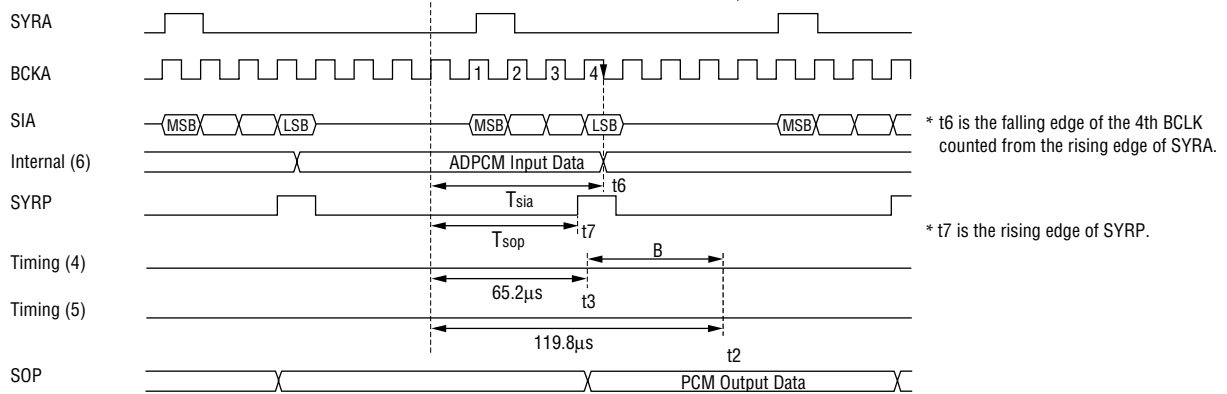 SYRA
BCKA
1 2 3 4
SIA
MSB LSB MSB LSB MSB
* t6 is the falling edge of the 4th BCLK
counted from the rising edge of SYRA.
Internal (6)
ADPCM Input Data
t6
Tsia
SYRP
t7
Tsop
* t7 is the rising edge of SYRP.
B
Timing (4)
65.2μs
t3
Timing (5)
119.8μs
t2
SOP
PCM Output Data